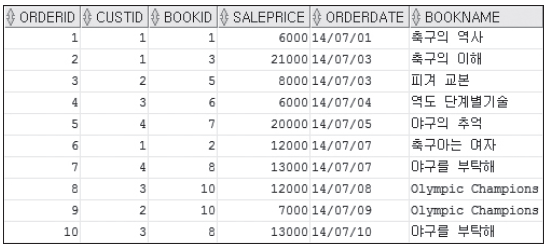 ORDERID CUSTID BOOKID SALEPRICE ORDERDATE BOOKNAME
1 1 1 6000 14/07/01 축구의 역사
2 1 3 21000 14/07/03 축구의 이해
3 2 5 8000 14/07/03 피겨 교본
4 3 6 6000 14/07/04 역도 단계별기술
5 4 7 20000 14/07/05 야구의 추억
6 1 2 12000 14/07/07 축구아는 여자
7 4 8 13000 14/07/07 야구를 부탁해
8 3 10 12000 14/07/08 Olympic Champions
9 2 10 7000 14/07/09 Olympic Champions
10 3 8 13000 14/07/10 야구를 부탁해